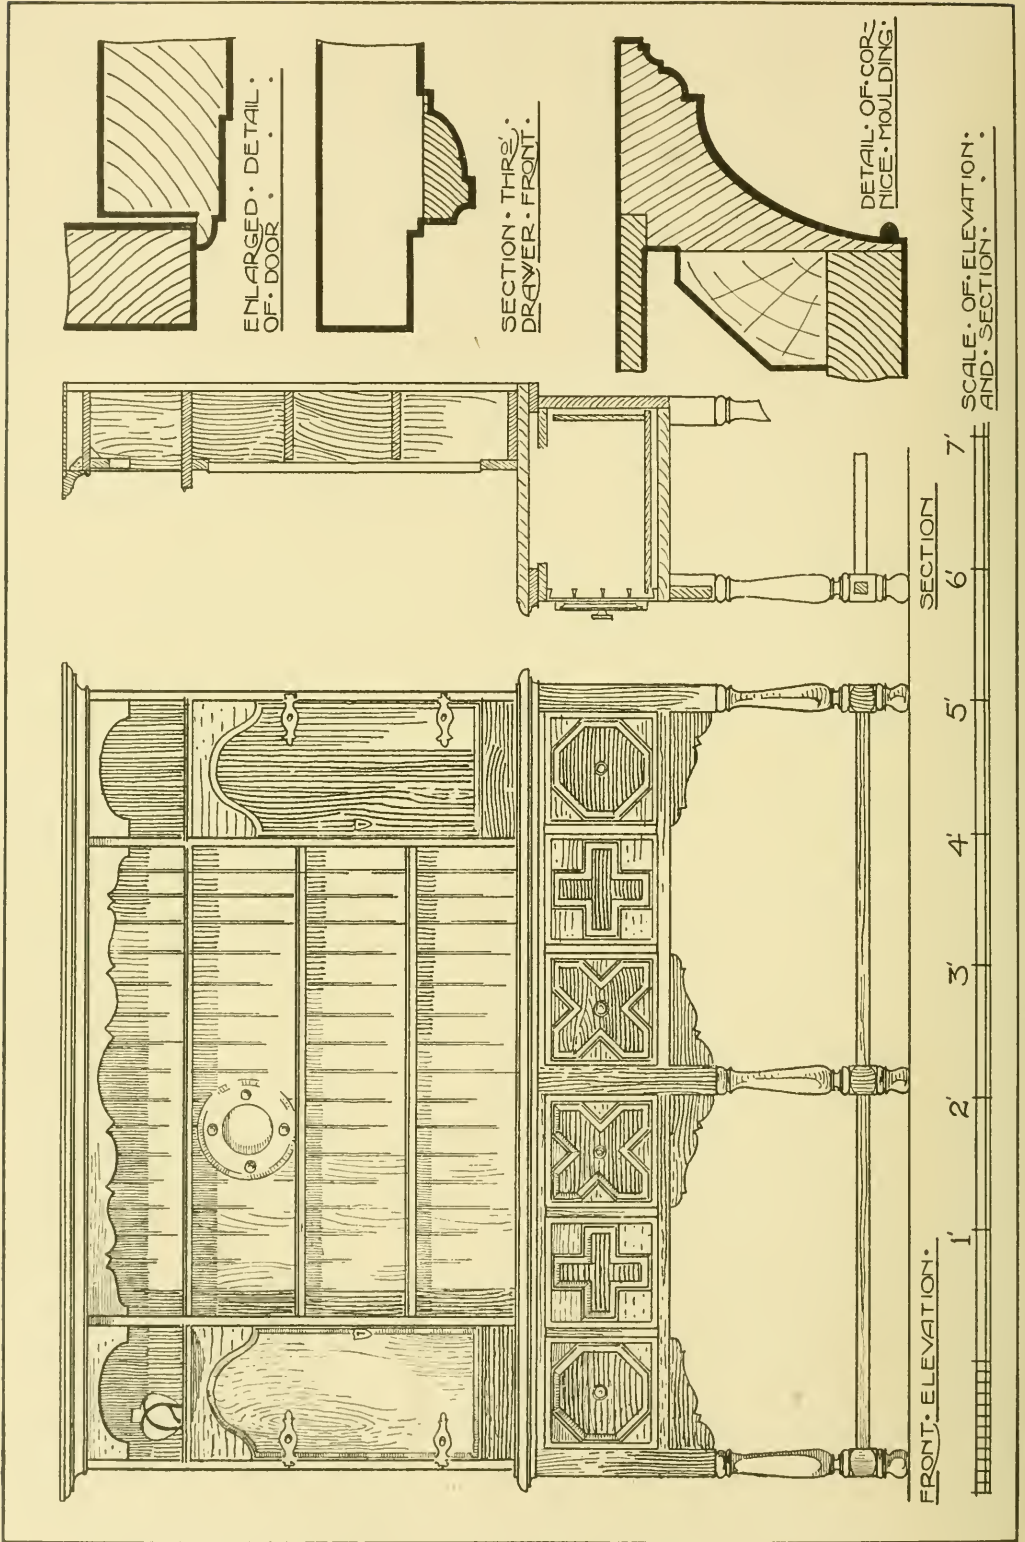 ENLARGED · DETAIL ·
OF · DOOR · · ·
SECTION · THRO' ·
DRAWER · FRONT ·
DETAIL · OF · COR-
NICE · MOULDING ·
FRONT · ELEVATION ·
SECTION
SCALE · OF · ELEVATION ·
AND · SECTION · · ·
1' 2' 3' 4' 5' 6' 7'